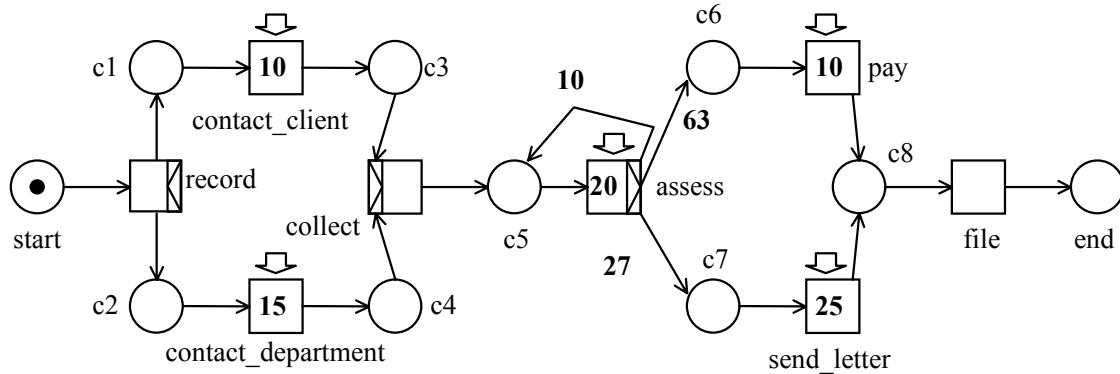 c6
c1
10
c3
10
10
pay
contact_client
63
c8
record
20
assess
start
collect
c5
file
end
27
c7
c2
15
c4
25
contact_department
send_letter